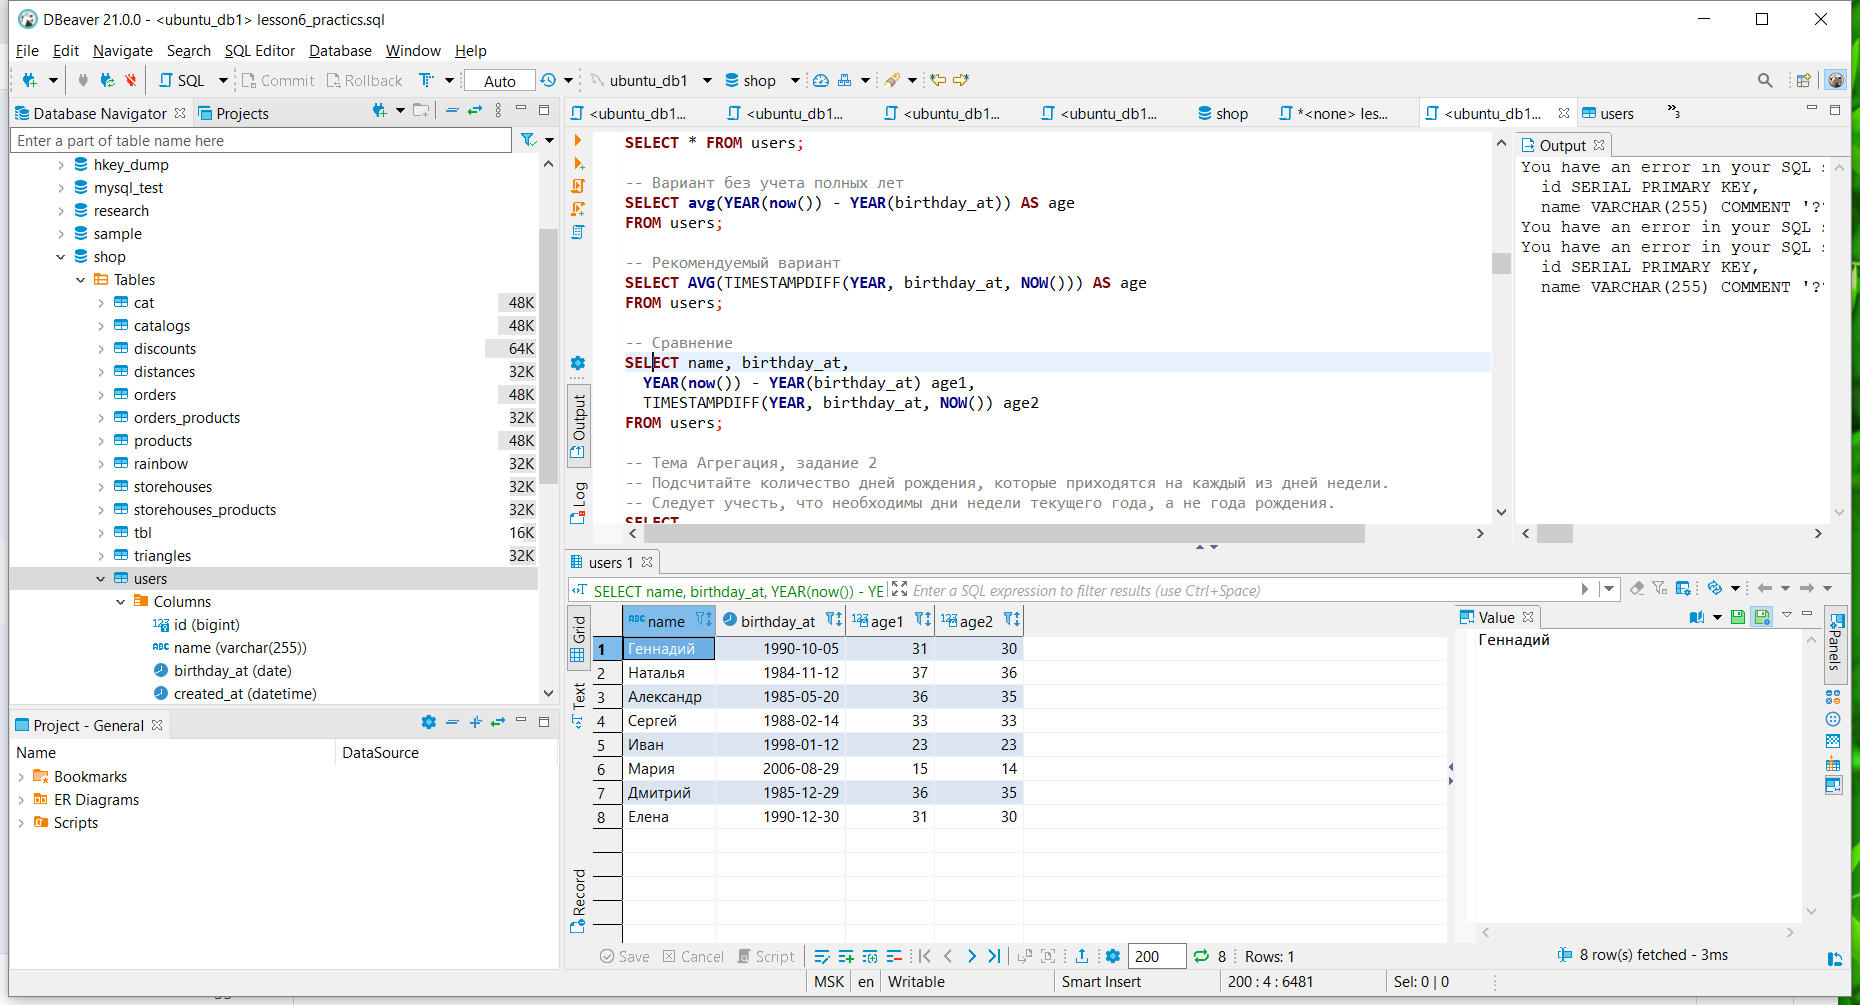 DBeaver 21.0.0 - <ubuntu_db1> lesson6_practics.sql
File Edit Navigate Search SQL Editor Database Window Help
SQL Commit Rollback Auto ubuntu_db1 shop
Database Navigator Projects
Enter a part of table name here
hkey_dump
mysql_test
research
sample
shop
Tables
cat 48K
catalogs 48K
discounts 64K
distances 32K
orders 48K
orders_products 32K
products 48K
rainbow 32K
storehouses 32K
storehouses_products 32K
tbl 16K
triangles 32K
users
Columns
id (bigint)
name (varchar(255))
birthday_at (date)
created_at (datetime)
Project - General
Name DataSource
Bookmarks
ER Diagrams
Scripts
<ubuntu_db1... <ubuntu_db1... <ubuntu_db1... <ubuntu_db1... shop *<none> les... <ubuntu_db1... users »3
SELECT * FROM users;
-- Вариант без учета полных лет
SELECT avg(YEAR(now()) - YEAR(birthday_at)) AS age
FROM users;
-- Рекомендуемый вариант
SELECT AVG(TIMESTAMPDIFF(YEAR, birthday_at, NOW())) AS age
FROM users;
-- Сравнение
SELECT name, birthday_at,
YEAR(now()) - YEAR(birthday_at) age1,
TIMESTAMPDIFF(YEAR, birthday_at, NOW()) age2
FROM users;
-- Тема Агрегация, задание 2
-- Подсчитайте количество дней рождения, которые приходятся на каждый из дней недели.
-- Следует учесть, что необходимы дни недели текущего года, а не года рождения.
SELECT
Output
Log
Output
You have an error in your SQL
id SERIAL PRIMARY KEY,
name VARCHAR(255) COMMENT '?
You have an error in your SQL
You have an error in your SQL
id SERIAL PRIMARY KEY,
name VARCHAR(255) COMMENT '?
users 1
SELECT name, birthday_at, YEAR(now()) - YE Enter a SQL expression to filter results (use Ctrl+Space)
Grid
Text
Record
name birthday_at age1 age2
1 Геннадий 1990-10-05 31 30
2 Наталья 1984-11-12 37 36
3 Александр 1985-05-20 36 35
4 Сергей 1988-02-14 33 33
5 Иван 1998-01-12 23 23
6 Мария 2006-08-29 15 14
7 Дмитрий 1985-12-29 36 35
8 Елена 1990-12-30 31 30
Value
Геннадий
Panels
Save Cancel Script 200 8 Rows: 1 8 row(s) fetched - 3ms
MSK en Writable Smart Insert 200 : 4 : 6481 Sel: 0 | 0